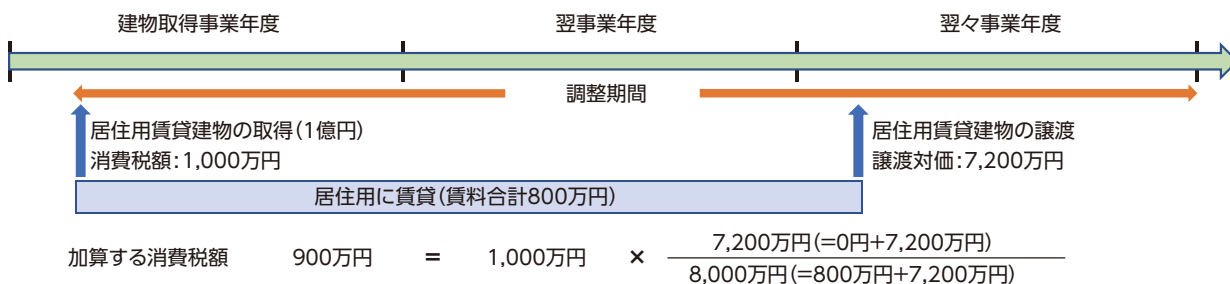 建物取得事業年度 翌事業年度 翌々事業年度
調整期間
居住用賃貸建物の取得(1億円)
消費税額:1,000万円
居住用賃貸建物の譲渡
譲渡対価:7,200万円
居住用に賃貸(賃料合計800万円)
加算する消費税額 900万円 = 1,000万円 × 7,200万円(=0円+7,200万円)
8,000万円(=800万円+7,200万円)